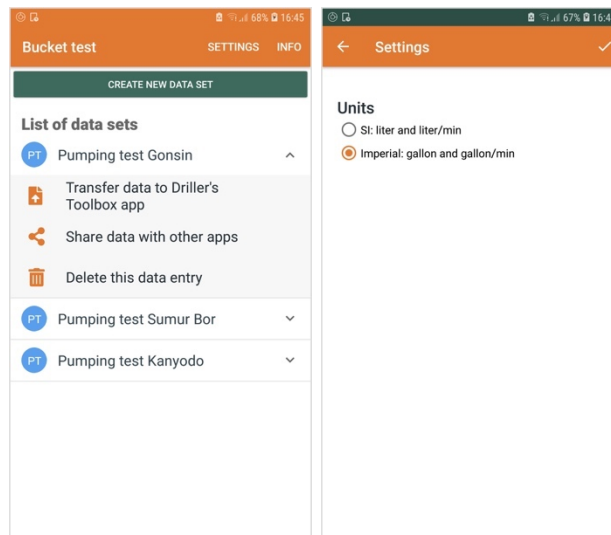 68% 16:45
Bucket test SETTINGS INFO
CREATE NEW DATA SET
List of data sets
PT Pumping test Gonsin
Transfer data to Driller's
Toolbox app
Share data with other apps
Delete this data entry
PT Pumping test Sumur Bor
PT Pumping test Kanyodo
67% 16:4
Settings
Units
SI: liter and liter/min
Imperial: gallon and gallon/min